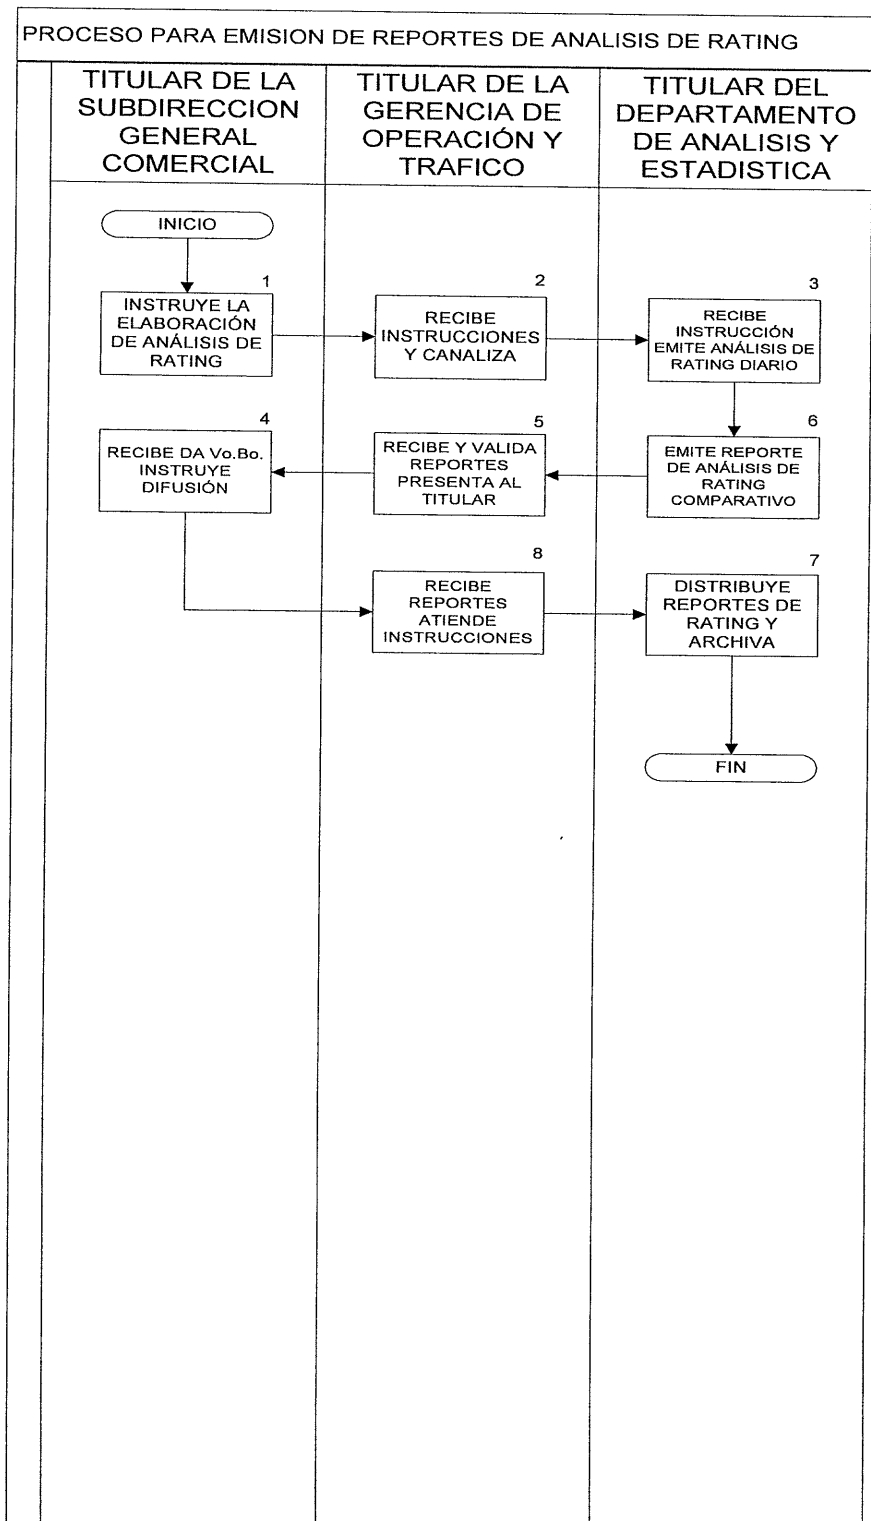 PROCESO PARA EMISION DE REPORTES DE ANALISIS DE RATING
TITULAR DE LA
SUBDIRECCION
GENERAL
COMERCIAL
TITULAR DE LA
GERENCIA DE
OPERACIÓN Y
TRAFICO
TITULAR DEL
DEPARTAMENTO
DE ANALISIS Y
ESTADISTICA
INICIO
1
INSTRUYE LA
ELABORACIÓN
DE ANÁLISIS DE
RATING
2
RECIBE
INSTRUCCIONES
Y CANALIZA
3
RECIBE
INSTRUCCIÓN
EMITE ANÁLISIS DE
RATING DIARIO
4
RECIBE DA Vo.Bo.
INSTRUYE
DIFUSIÓN
5
RECIBE Y VALIDA
REPORTES
PRESENTA AL
TITULAR
6
EMITE REPORTE
DE ANÁLISIS DE
RATING
COMPARATIVO
8
RECIBE
REPORTES
ATIENDE
INSTRUCCIONES
7
DISTRIBUYE
REPORTES DE
RATING Y
ARCHIVA
FIN